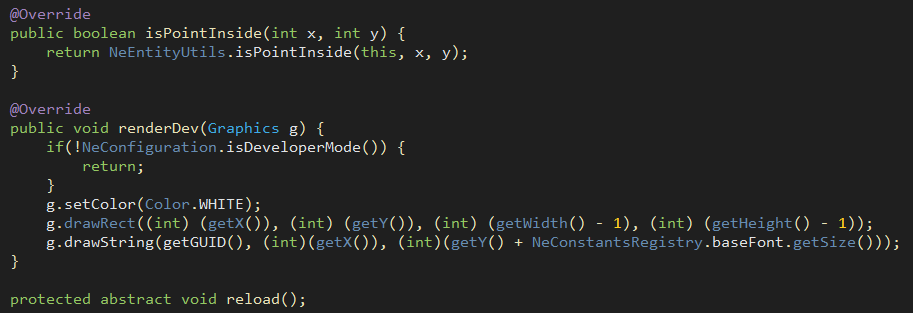 @Override
public boolean isPointInside(int x, int y) {
    return NeEntityUtils.isPointInside(this, x, y);
}

@Override
public void renderDev(Graphics g) {
    if(!NeConfiguration.isDeveloperMode()) {
        return;
    }
    g.setColor(Color.WHITE);
    g.drawRect((int) (getX()), (int) (getY()), (int) (getWidth() - 1), (int) (getHeight() - 1));
    g.drawString(getGUID(), (int)(getX()), (int)(getY() + NeConstantsRegistry.baseFont.getSize()));
}

protected abstract void reload();